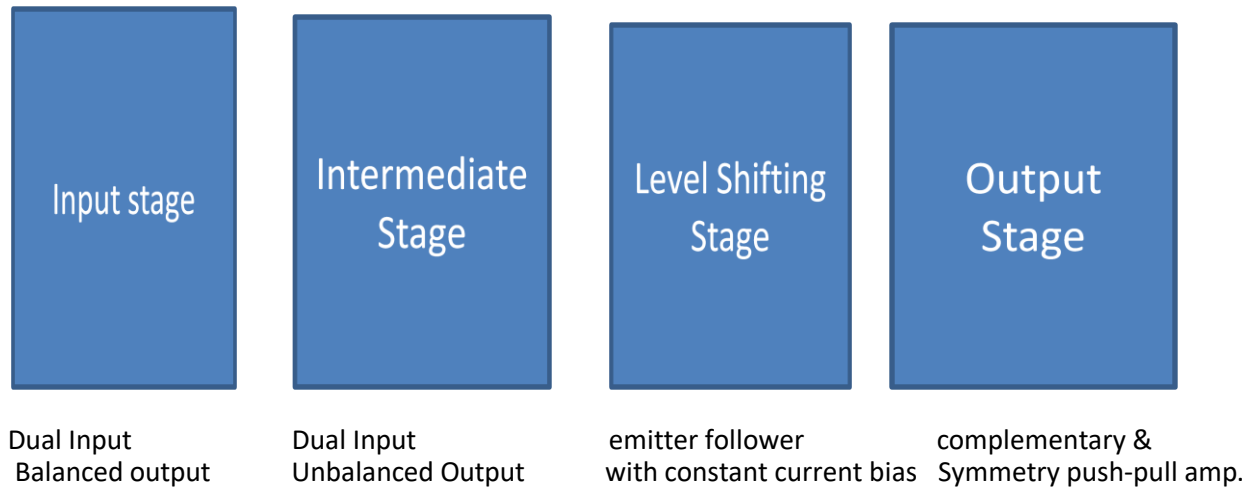 Input stage
Intermediate
Stage
Level Shifting
Stage
Output
Stage
Dual Input
Balanced output
Dual Input
Unbalanced Output
emitter follower
with constant current bias
complementary &
Symmetry push-pull amp.